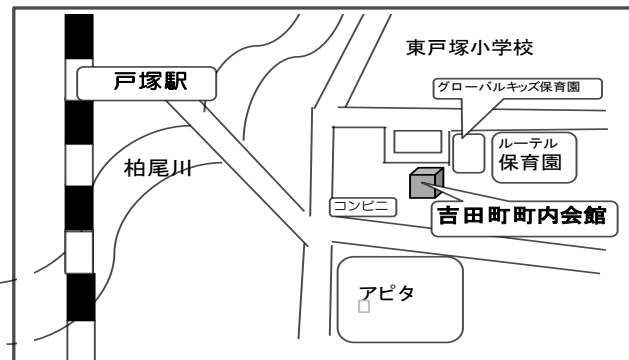 東戸塚小学校
戸塚駅
グローバルキッズ保育園
ルーテル
保育園
柏尾川
コンビニ
吉田町町内会館
アピタ